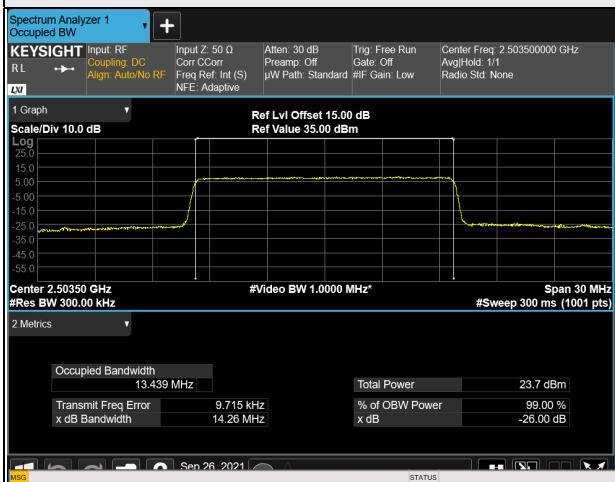 Spectrum Analyzer 1
Occupied BW
+
KEYSIGHT
RL
LXI
Input: RF
Coupling: DC
Align: Auto/No RF
Input Z: 50 Ω
Corr CCorr
Freq Ref: Int (S)
NFE: Adaptive
Atten: 30 dB
Preamp: Off
µW Path: Standard
Trig: Free Run
Gate: Off
#IF Gain: Low
Center Freq: 2.503500000 GHz
Avg|Hold: 1/1
Radio Std: None
1 Graph
Scale/Div 10.0 dB
Ref Lvl Offset 15.00 dB
Ref Value 35.00 dBm
Log
25.0
15.0
5.00
-5.00
-15.0
-25.0
-35.0
-45.0
-55.0
Center 2.50350 GHz
#Res BW 300.00 kHz
#Video BW 1.0000 MHz*
Span 30 MHz
#Sweep 300 ms (1001 pts)
2 Metrics
Occupied Bandwidth
13.439 MHz
Total Power 23.7 dBm
Transmit Freq Error 9.715 kHz
% of OBW Power 99.00 %
x dB Bandwidth 14.26 MHz
x dB -26.00 dB
Sep 26, 2021
MSG
STATUS